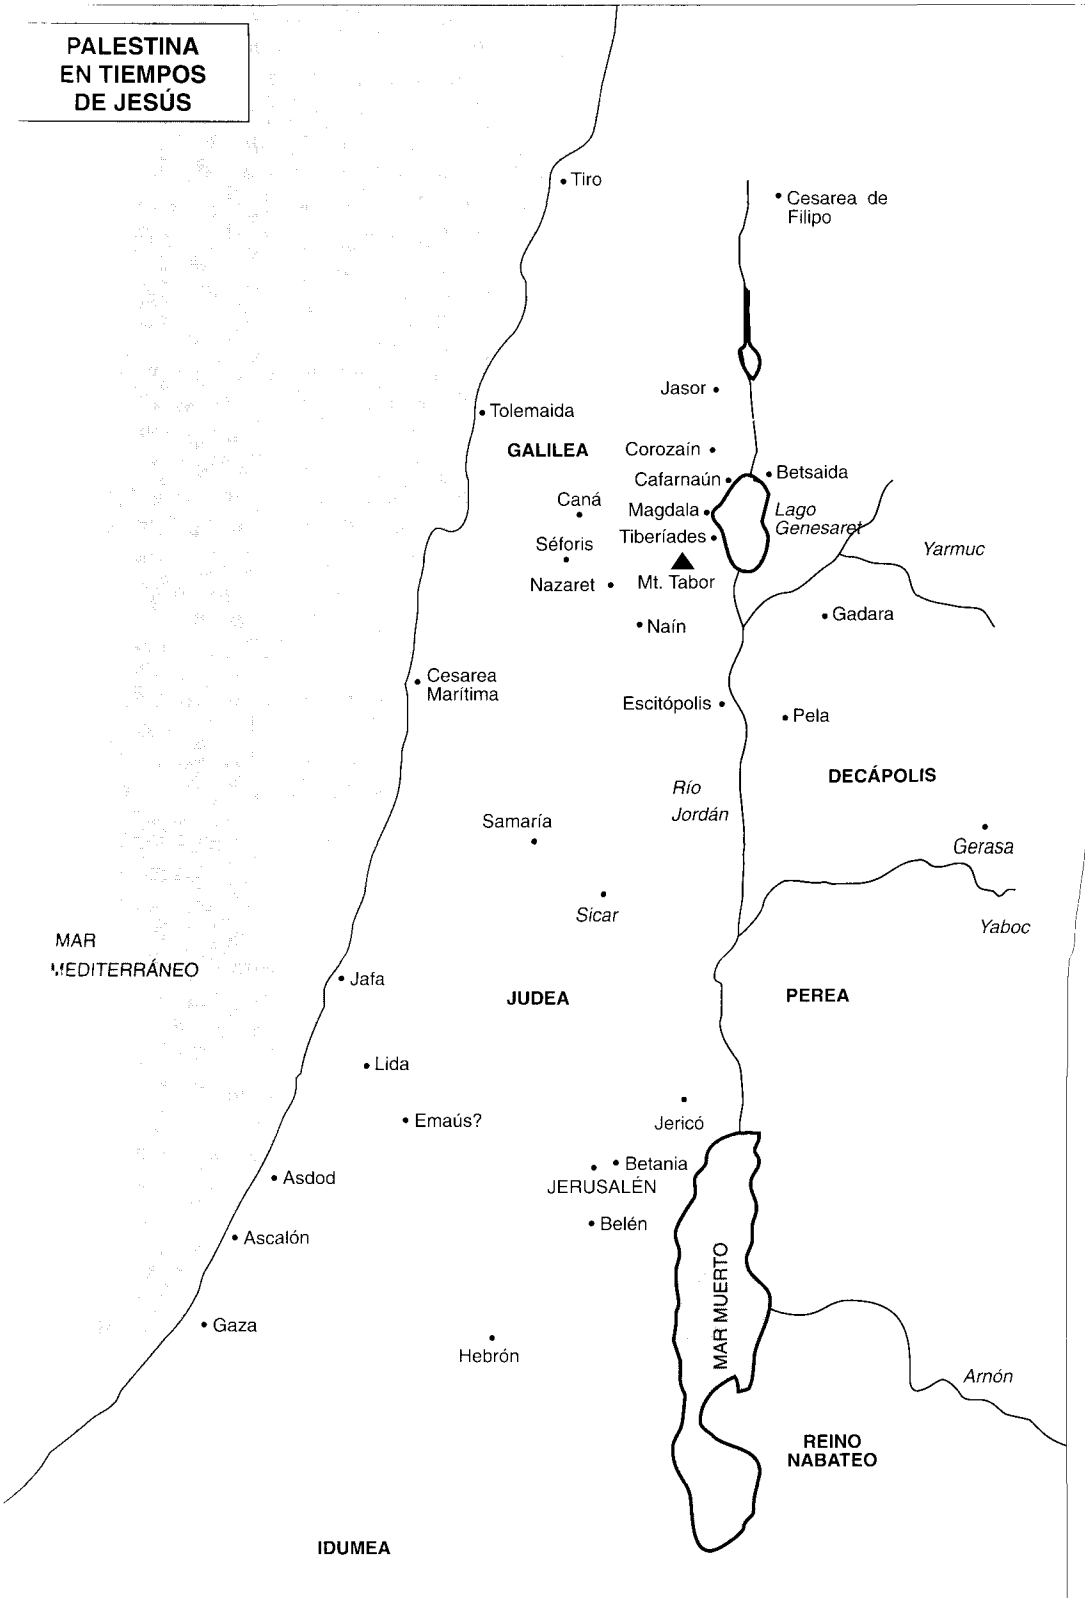 PALESTINA
EN TIEMPOS
DE JESÚS
Tiro
Cesarea de
Filipo
Jasor
Tolemaida
GALILEA
Corozaín
Cafarnaún
Betsaida
Caná
Magdala
Lago
Genesaret
Séforis
Tiberíades
Yarmuc
Nazaret
Mt. Tabor
Naín
Gadara
Cesarea
Marítima
Escitópolis
Pela
DECÁPOLIS
Río
Jordán
Samaría
Gerasa
Sicar
Yaboc
MAR
MEDITERRÁNEO
Jafa
JUDEA
PEREA
Lida
Emaús?
Jericó
Betania
JERUSALÉN
Asdod
Belén
Ascalón
MAR MUERTO
Gaza
Hebrón
Arnón
REINO
NABATEO
IDUMEA